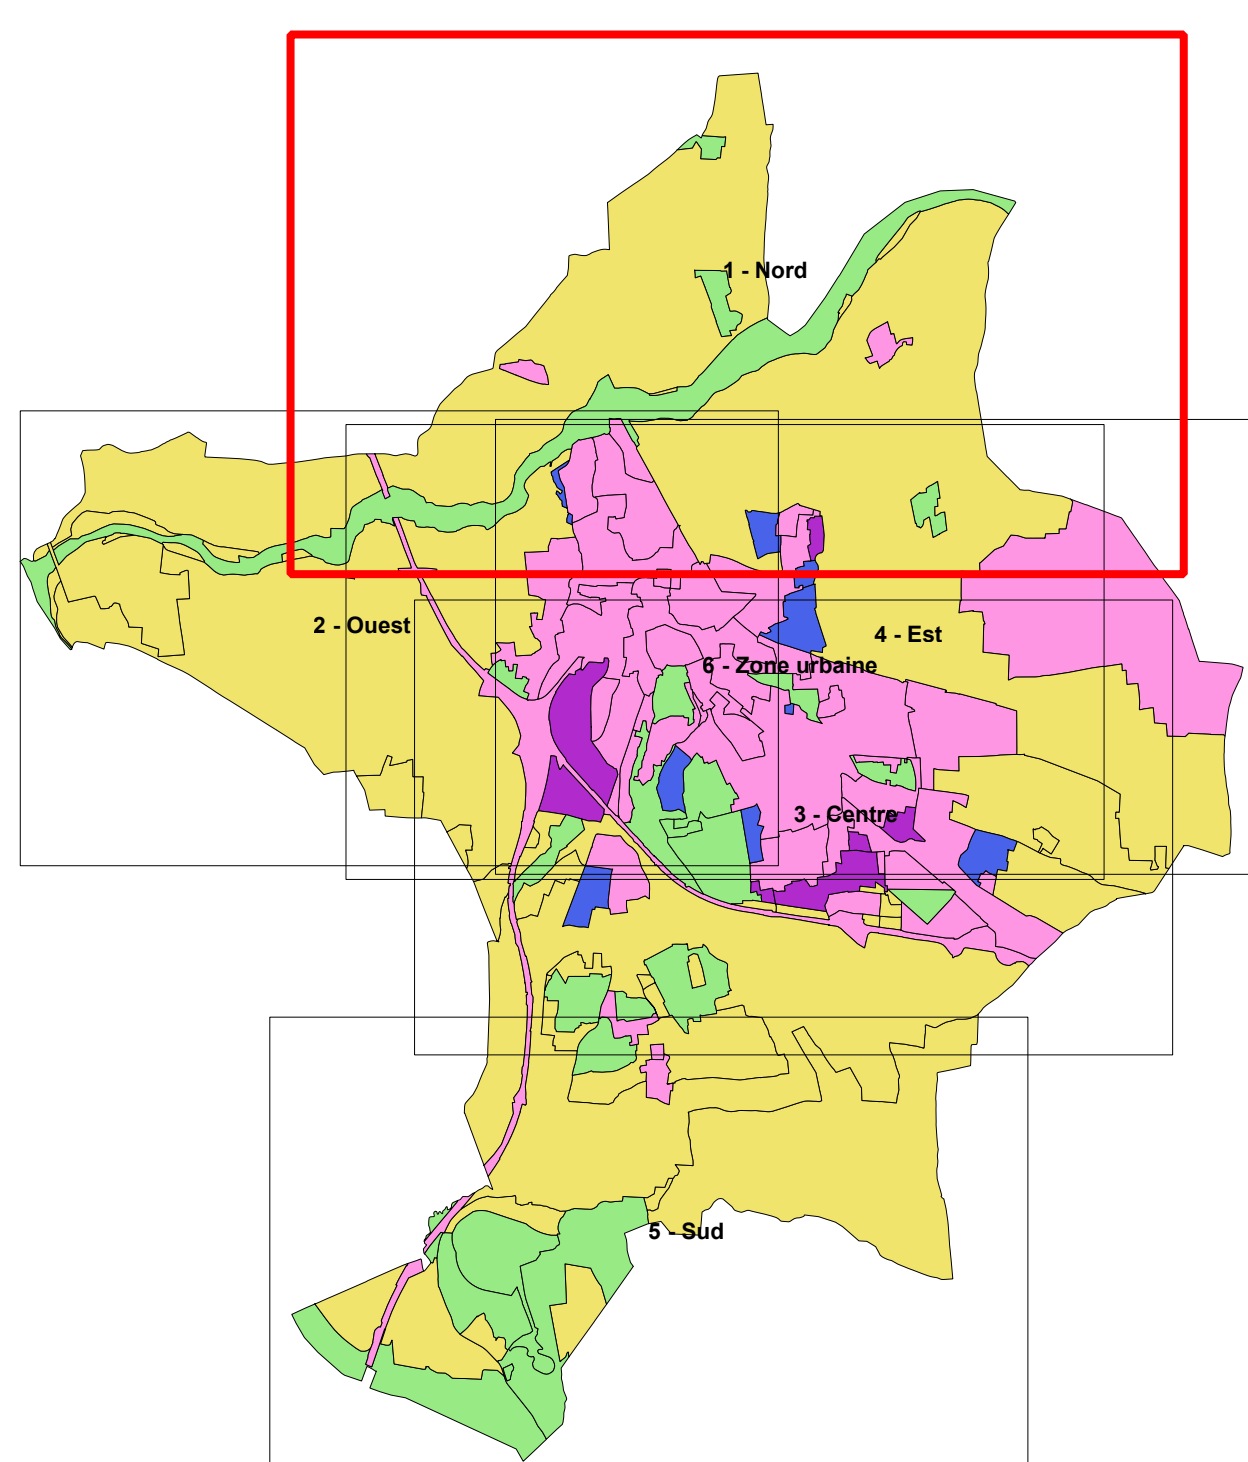 1 - Nord
2 - Ouest
4 - Est
6 - Zone urbaine
3 - Centre
5 - Sud